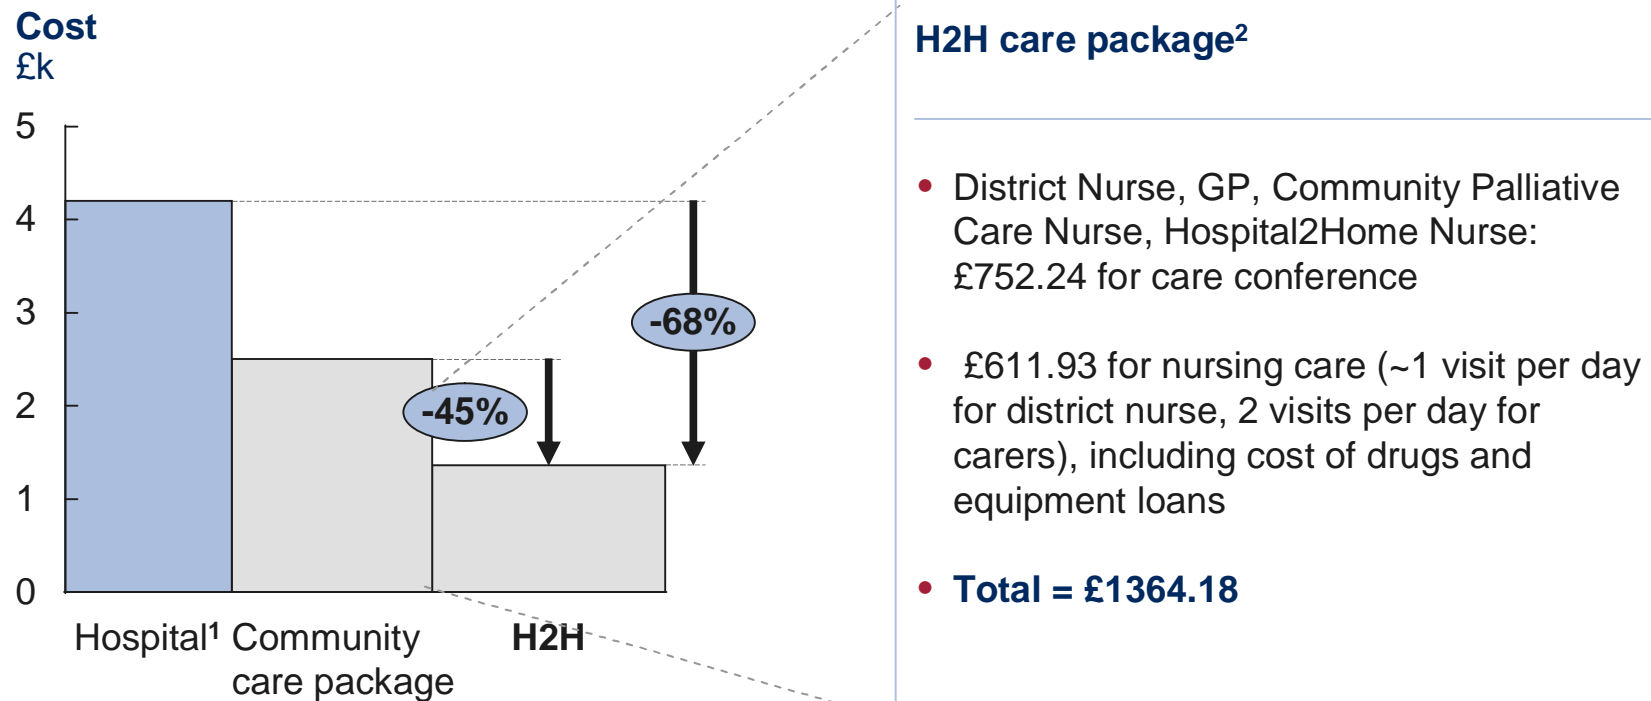 Cost
£k
5
4
3
2
1
0
-45%
-68%
Hospital¹
Community
care package
H2H
H2H care package²
• District Nurse, GP, Community Palliative
Care Nurse, Hospital2Home Nurse:
£752.24 for care conference
• £611.93 for nursing care (~1 visit per day
for district nurse, 2 visits per day for
carers), including cost of drugs and
equipment loans
• Total = £1364.18